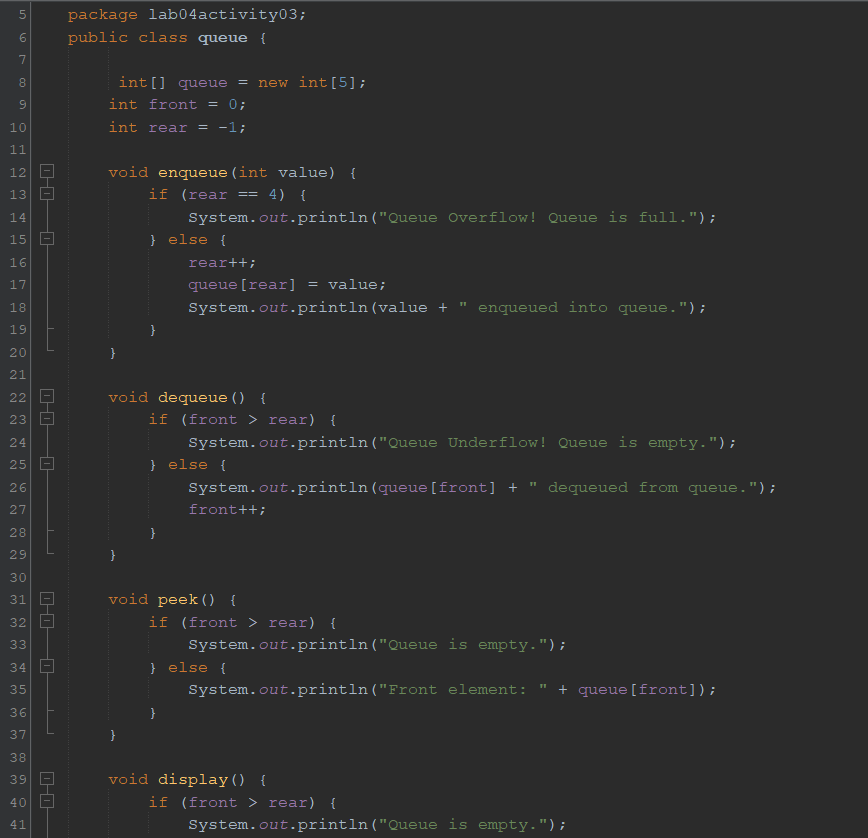 5 package lab04activity03;
6 public class queue {
7
8 int[] queue = new int[5];
9 int front = 0;
10 int rear = -1;
11
12 void enqueue(int value) {
13 if (rear == 4) {
14 System.out.println("Queue Overflow! Queue is full.");
15 } else {
16 rear++;
17 queue[rear] = value;
18 System.out.println(value + " enqueued into queue.");
19 }
20 }
21
22 void dequeue() {
23 if (front > rear) {
24 System.out.println("Queue Underflow! Queue is empty.");
25 } else {
26 System.out.println(queue[front] + " dequeued from queue.");
27 front++;
28 }
29 }
30
31 void peek() {
32 if (front > rear) {
33 System.out.println("Queue is empty.");
34 } else {
35 System.out.println("Front element: " + queue[front]);
36 }
37 }
38
39 void display() {
40 if (front > rear) {
41 System.out.println("Queue is empty.");